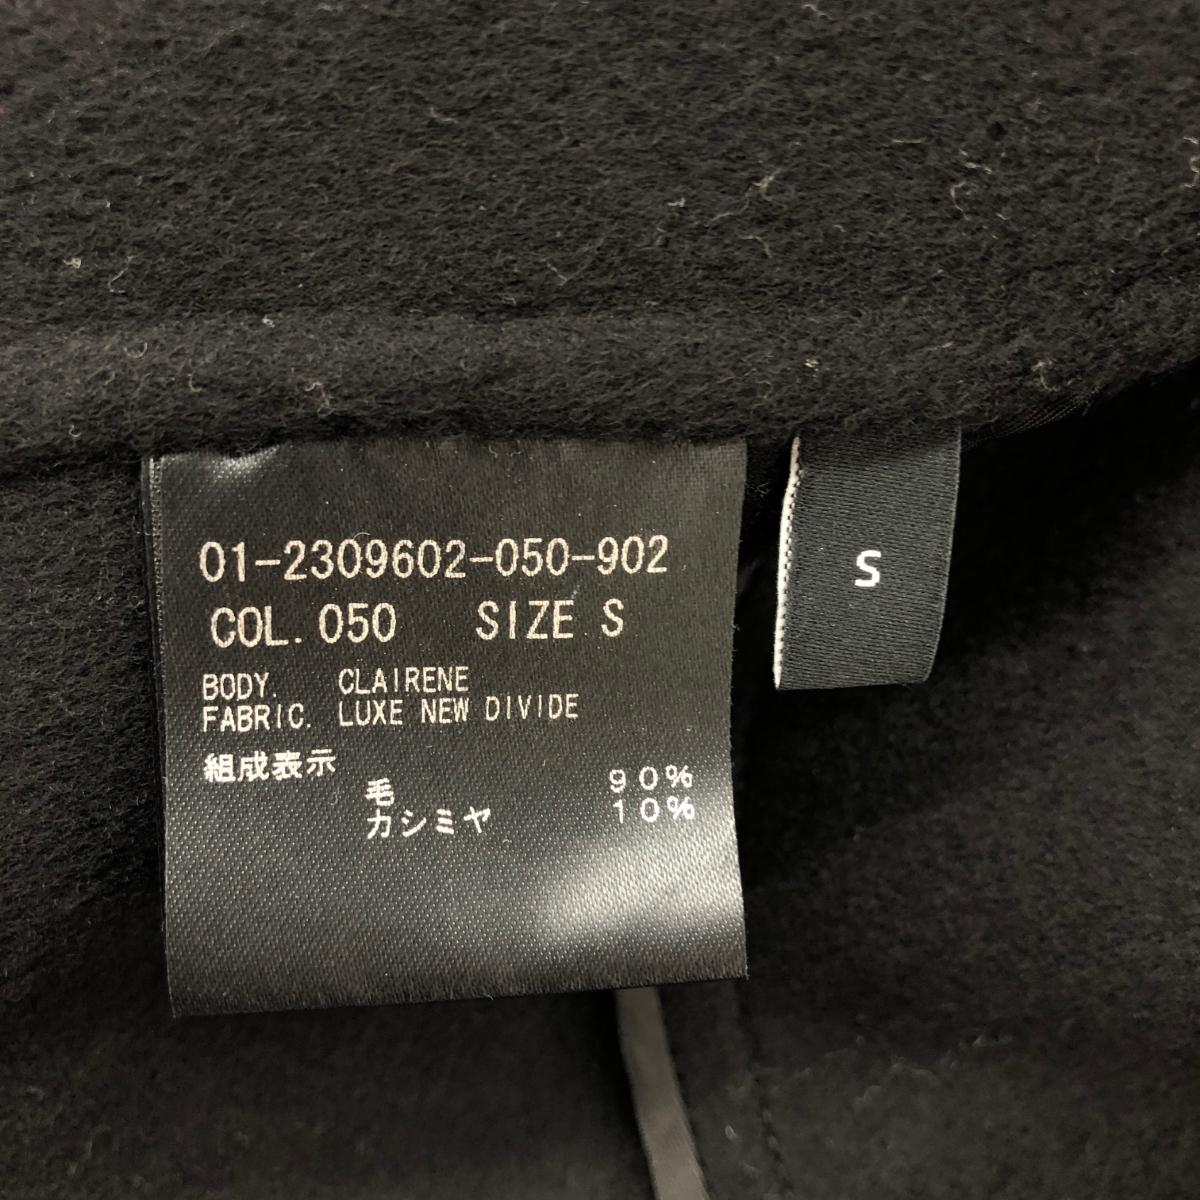 01-2309602-050-902
COL. 050 SIZE S
BODY. CLAIRENE
FABRIC. LUXE NEW DIVIDE
組成表示
毛 90%
カシミヤ 10%
S